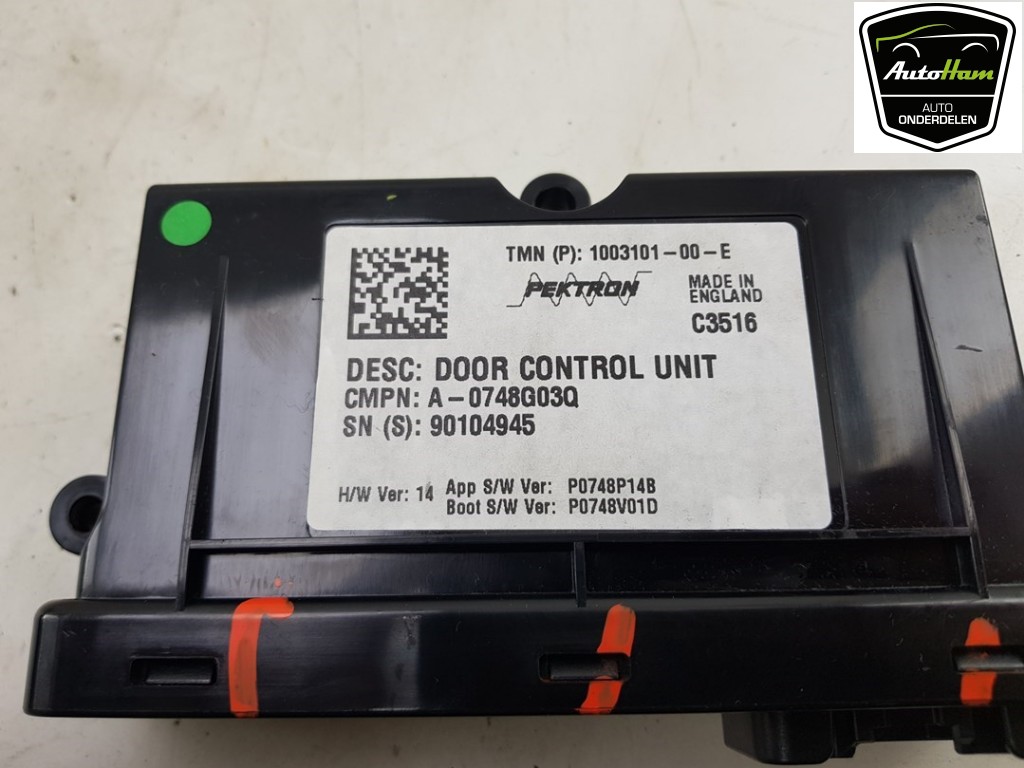 AutoHam
AUTO
ONDERDELEN
TMN (P): 1003101-00-E
PEKTRON
MADE IN
ENGLAND
C3516
DESC: DOOR CONTROL UNIT
CMPN: A-0748G03Q
SN (S): 90104945
H/W Ver: 14 App S/W Ver: P0748P14B
Boot S/W Ver: P0748V01D